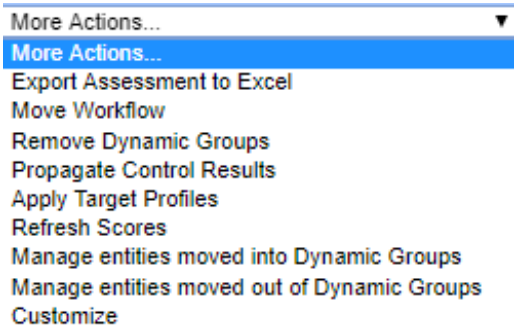 More Actions...
More Actions...
Export Assessment to Excel
Move Workflow
Remove Dynamic Groups
Propagate Control Results
Apply Target Profiles
Refresh Scores
Manage entities moved into Dynamic Groups
Manage entities moved out of Dynamic Groups
Customize